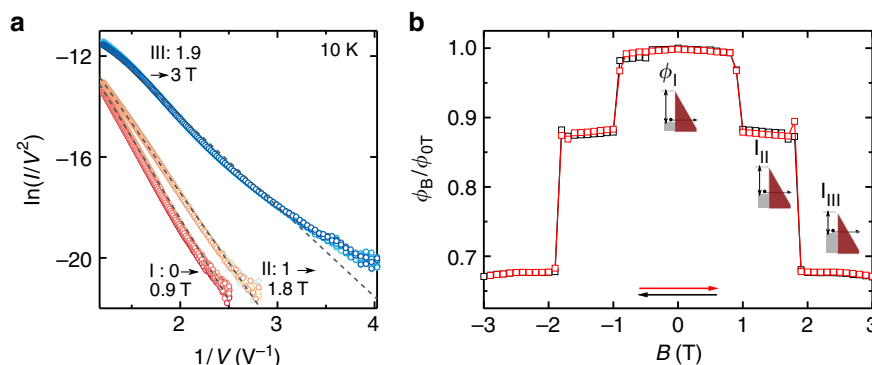 a
III: 1.9
→ 3 T
10 K
−12
−16
−20
ln(I/V²)
I : 0→
0.9 T
II: 1 →
1.8 T
2
3
4
1/V (V⁻¹)
b
1.0
0.9
0.8
0.7
ϕB/ϕ0T
ϕI
III
IIII
−3
−2
−1
0
1
2
3
B (T)